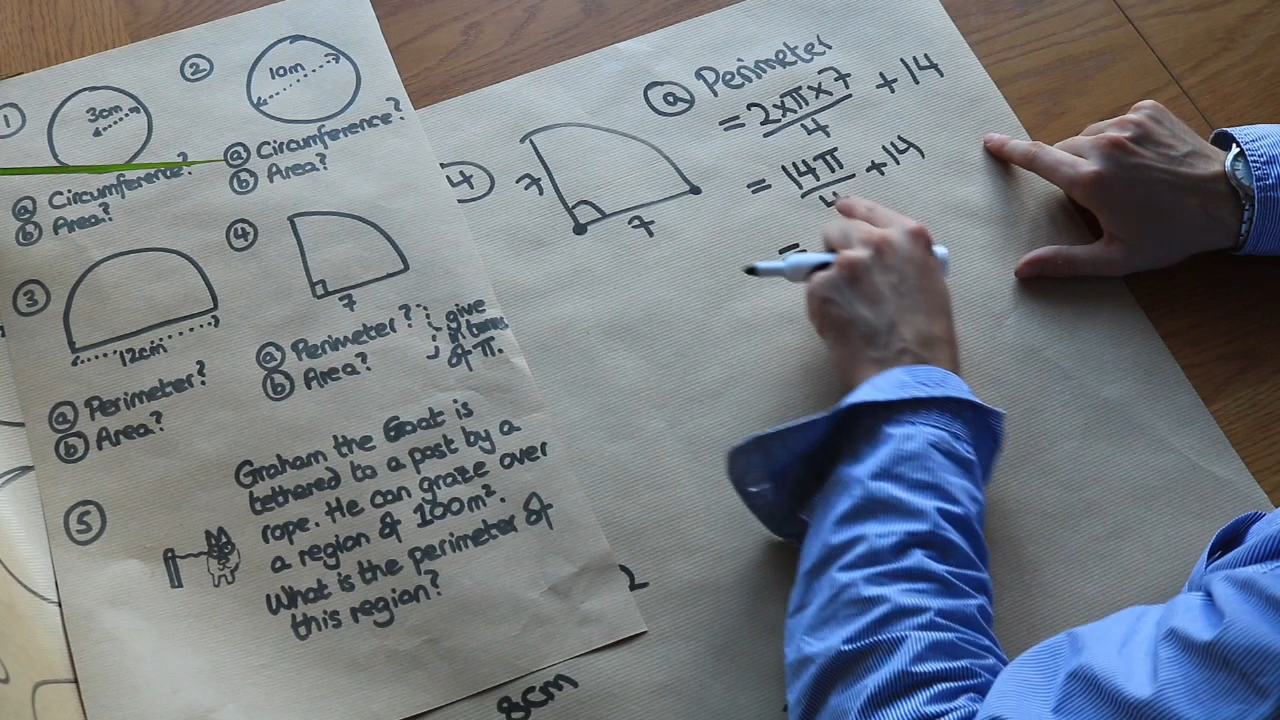 1
3cm
a Circumference?
b Area?
2
10m
a Circumference?
b Area?
3
12cm
a Perimeter?
b Area?
4
7
a Perimeter?
b Area?
give
in terms
of π.
5
Graham the Goat is
tethered to a post by a
rope. He can graze over
a region of 100m².
What is the perimeter of
this region?
4
7
7
a Perimeter
= 2×π×7/4 + 14
= 14π/4 + 14
=
2
8cm